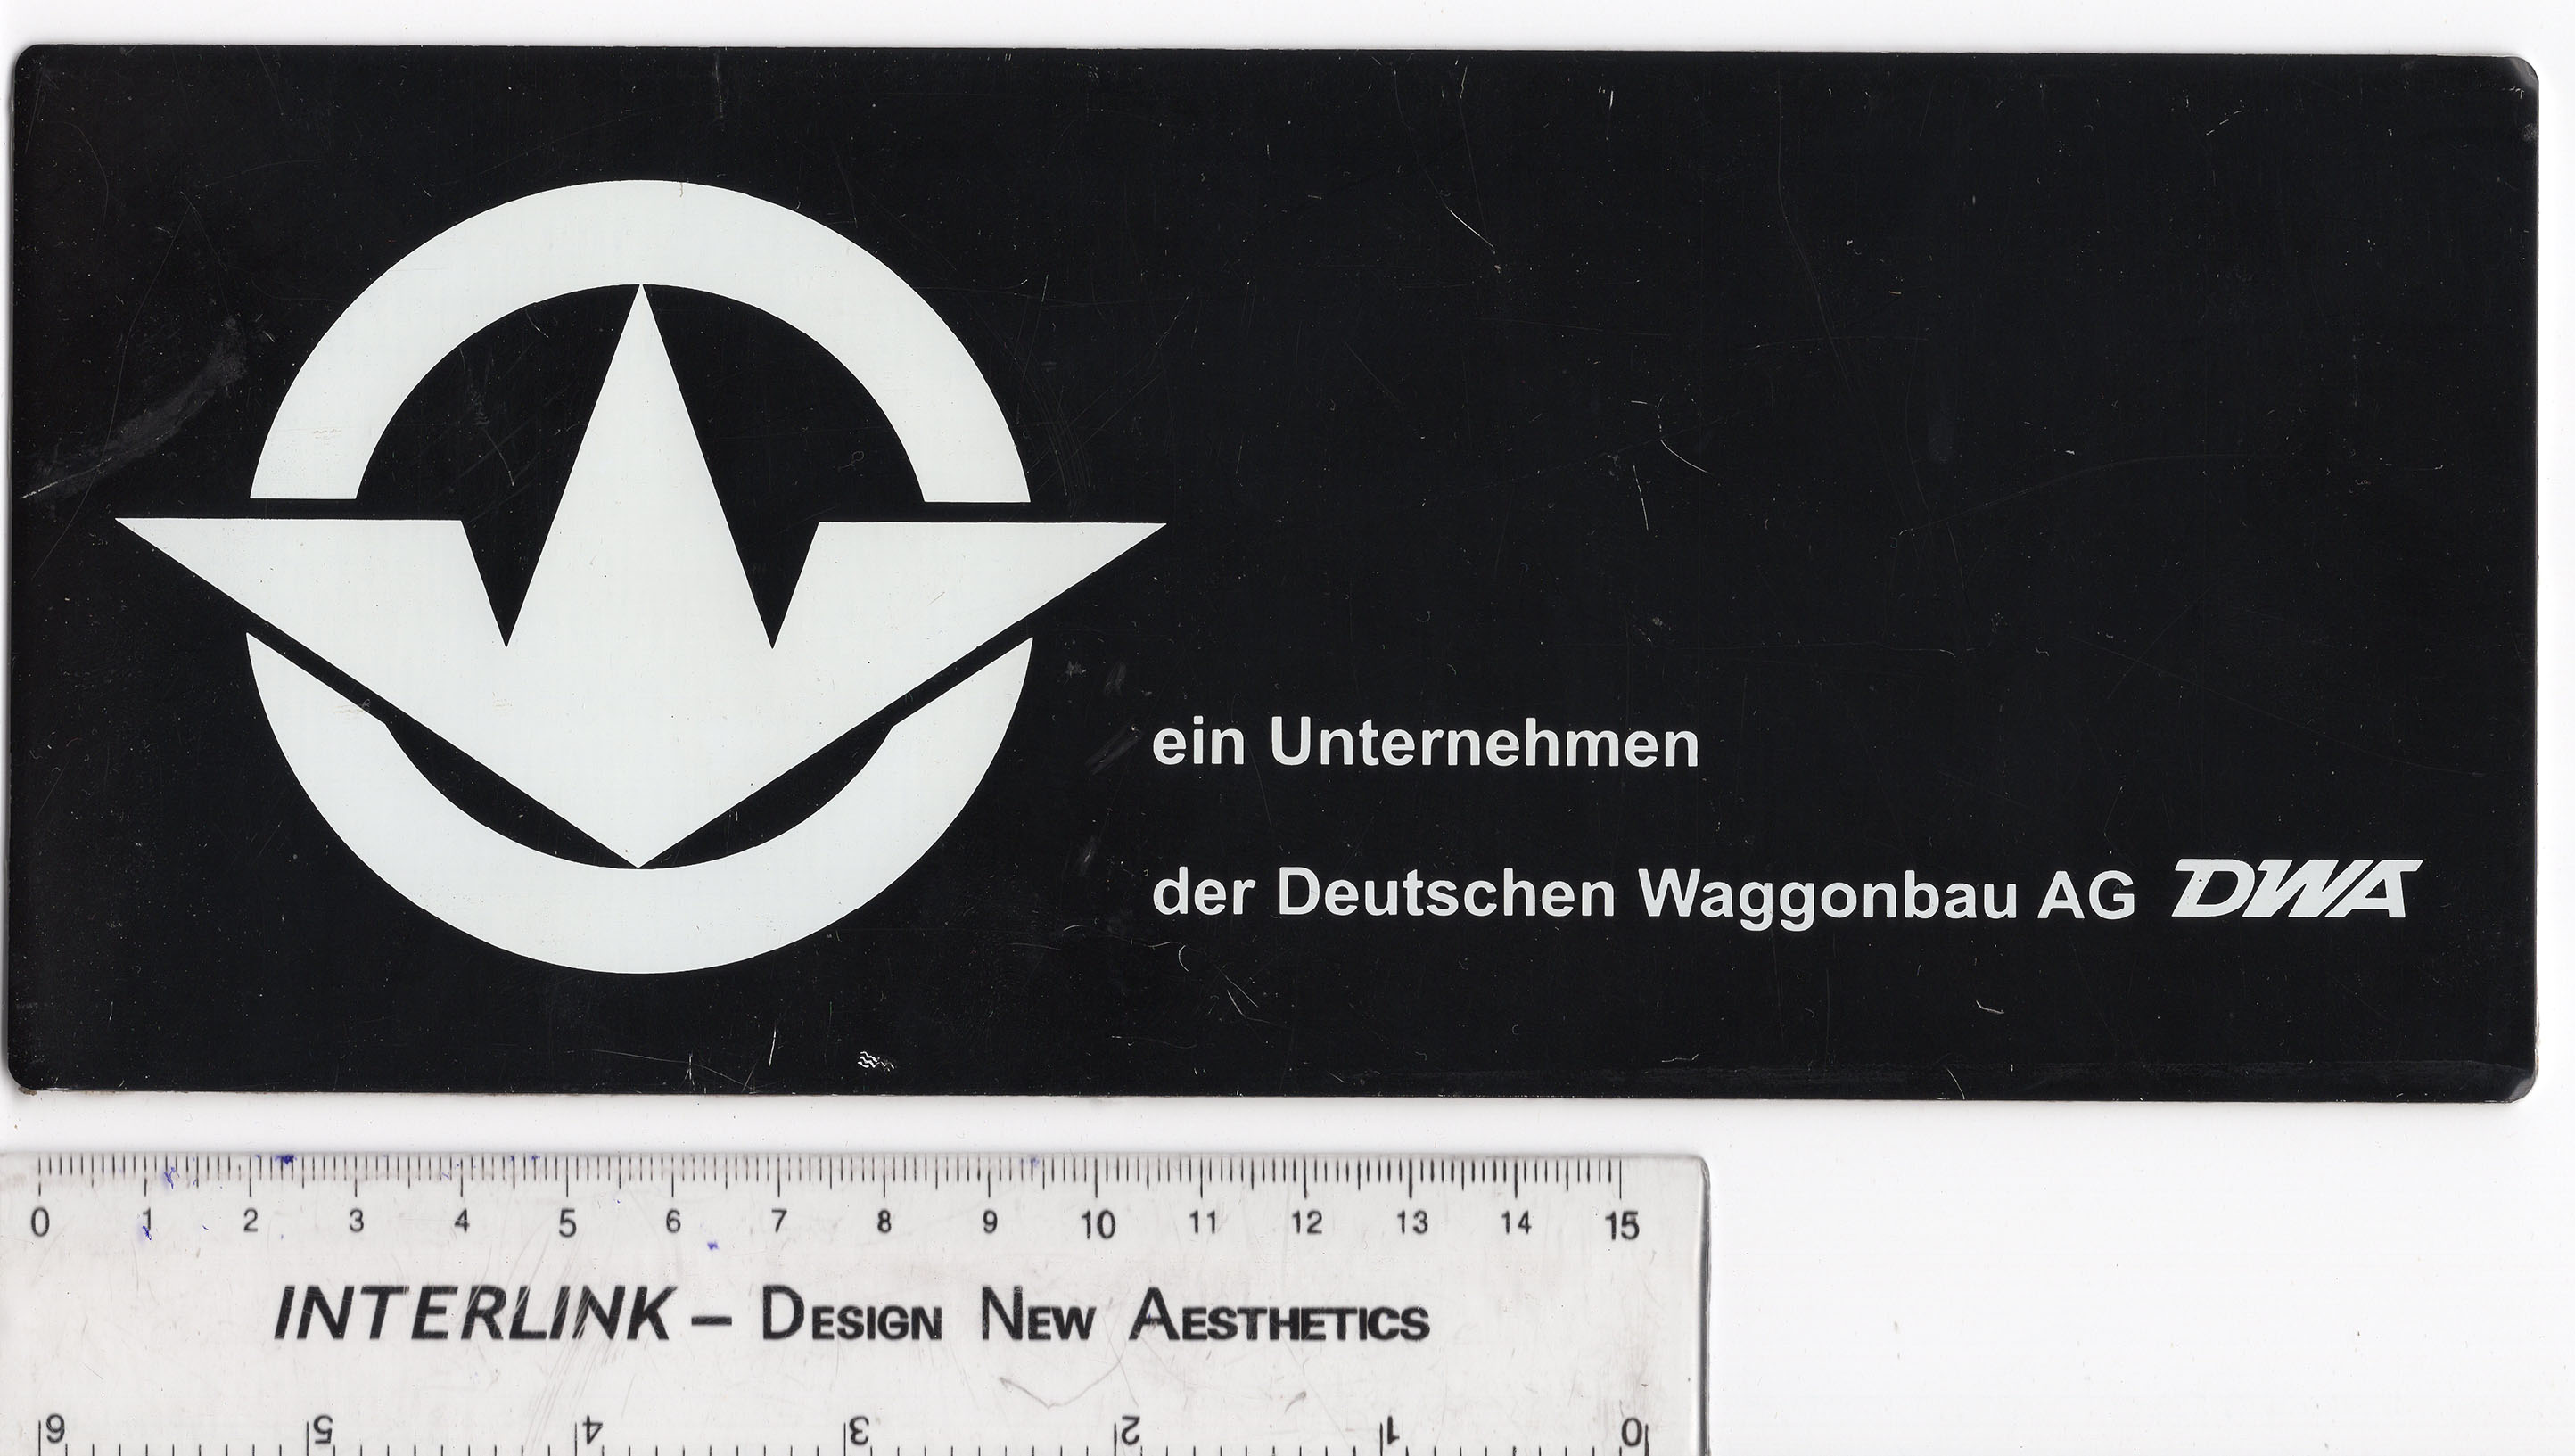 ein Unternehmen
der Deutschen Waggonbau AG DWA
0 1 2 3 4 5 6 7 8 9 10 11 12 13 14 15
INTERLINK – DESIGN NEW AESTHETICS
6 5 4 3 2 1 0